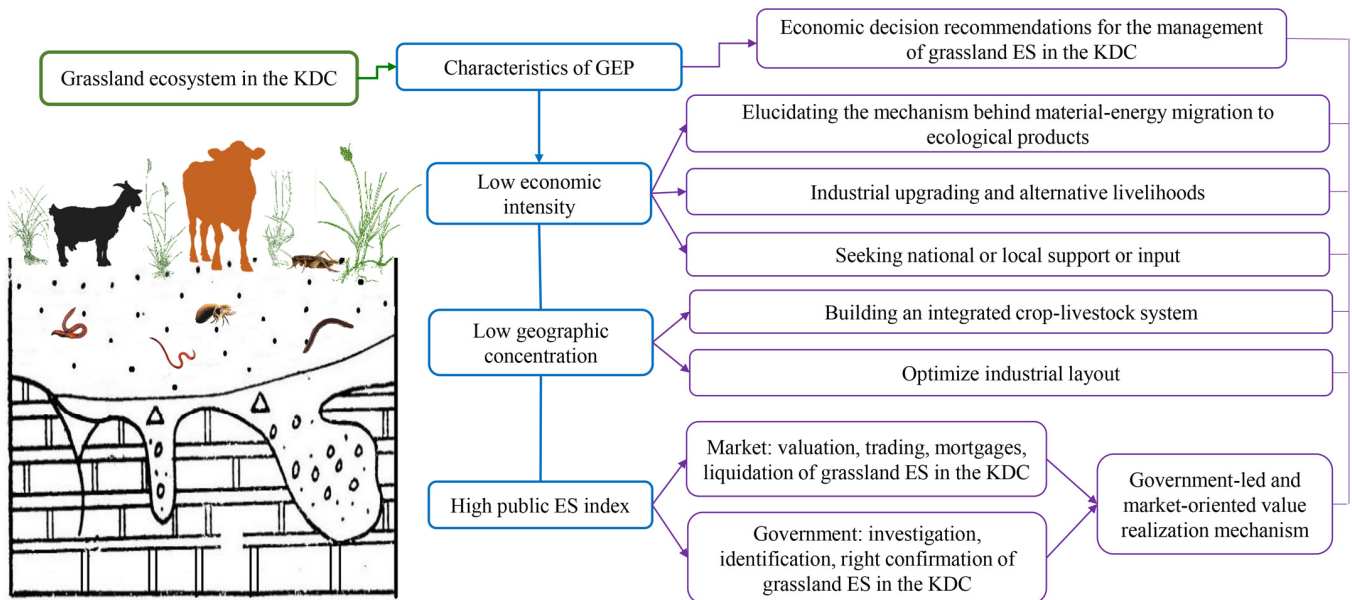 Grassland ecosystem in the KDC
Characteristics of GEP
Economic decision recommendations for the management
of grassland ES in the KDC
Low economic
intensity
Elucidating the mechanism behind material-energy migration to
ecological products
Industrial upgrading and alternative livelihoods
Seeking national or local support or input
Low geographic
concentration
Building an integrated crop-livestock system
Optimize industrial layout
High public ES index
Market: valuation, trading, mortgages,
liquidation of grassland ES in the KDC
Government: investigation,
identification, right confirmation of
grassland ES in the KDC
Government-led and
market-oriented value
realization mechanism